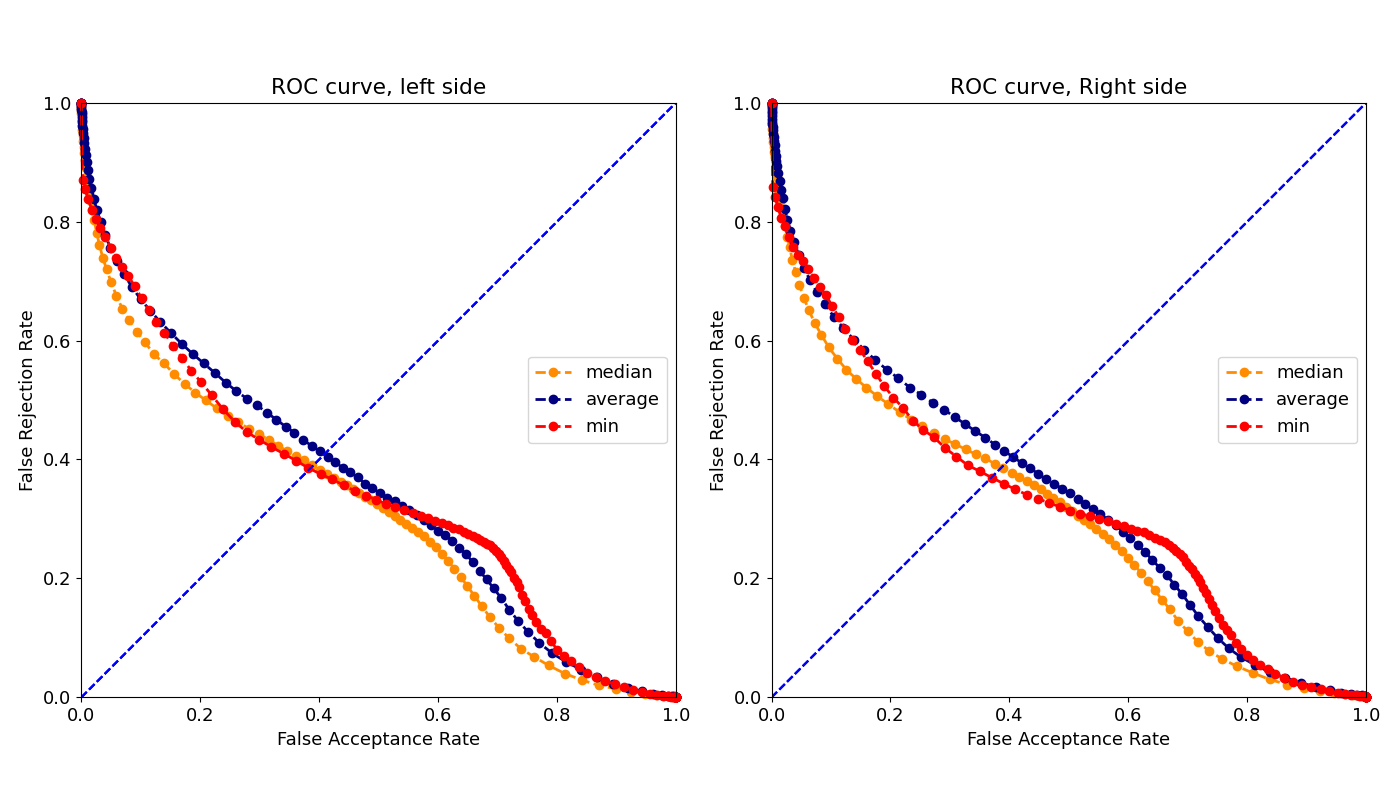 ROC curve, left side
1.0
0.8
0.6
0.4
0.2
0.0
False Rejection Rate
median
average
min
0.0 0.2 0.4 0.6 0.8 1.0
False Acceptance Rate
ROC curve, Right side
1.0
0.8
0.6
0.4
0.2
0.0
False Rejection Rate
median
average
min
0.0 0.2 0.4 0.6 0.8 1.0
False Acceptance Rate